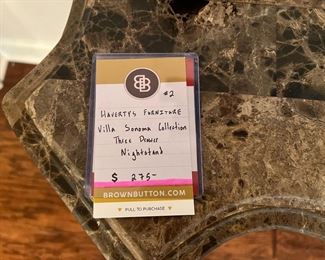 BB
#2
HAVERTYS FURNITURE
Villa Sonoma Collection
Three Drawer
Nightstand
$ 275-
BROWNBUTTON.COM
PULL TO PURCHASE